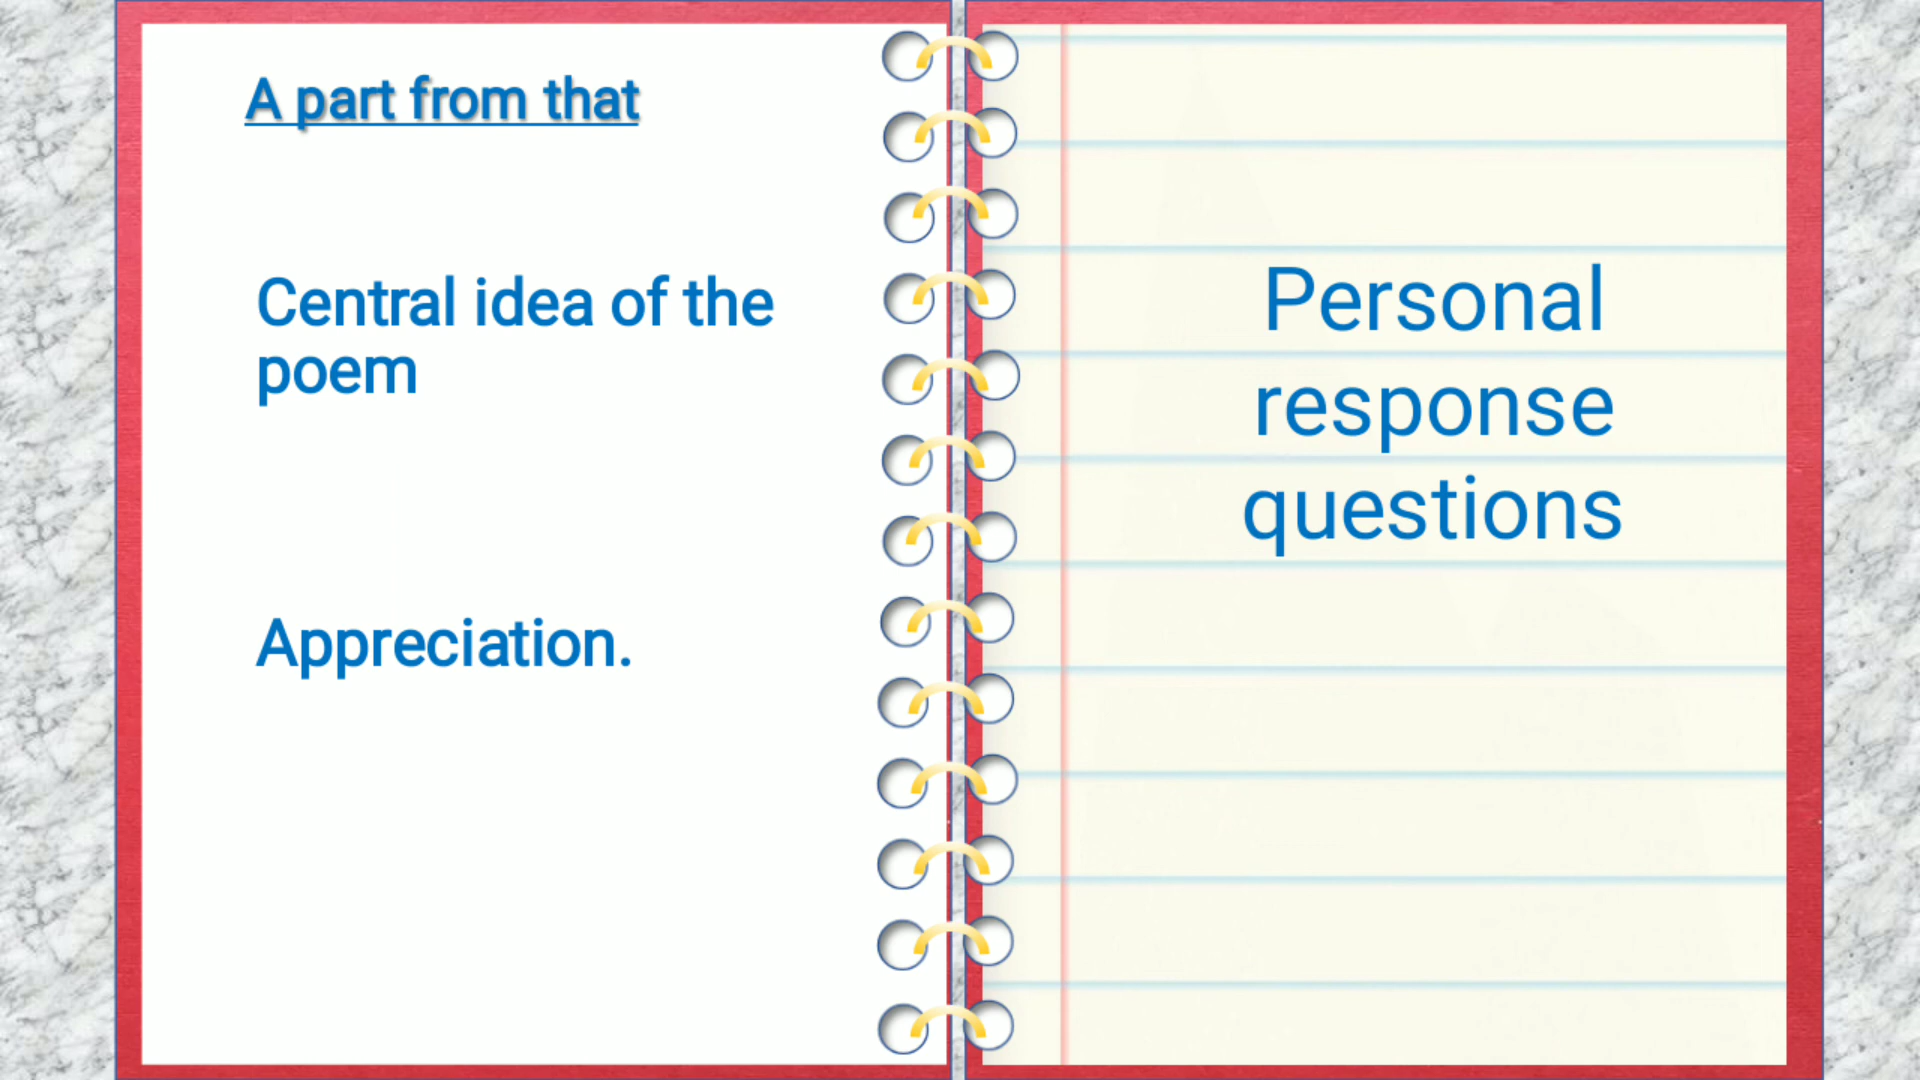 A part from that
Central idea of the
poem
Appreciation.
Personal
response
questions